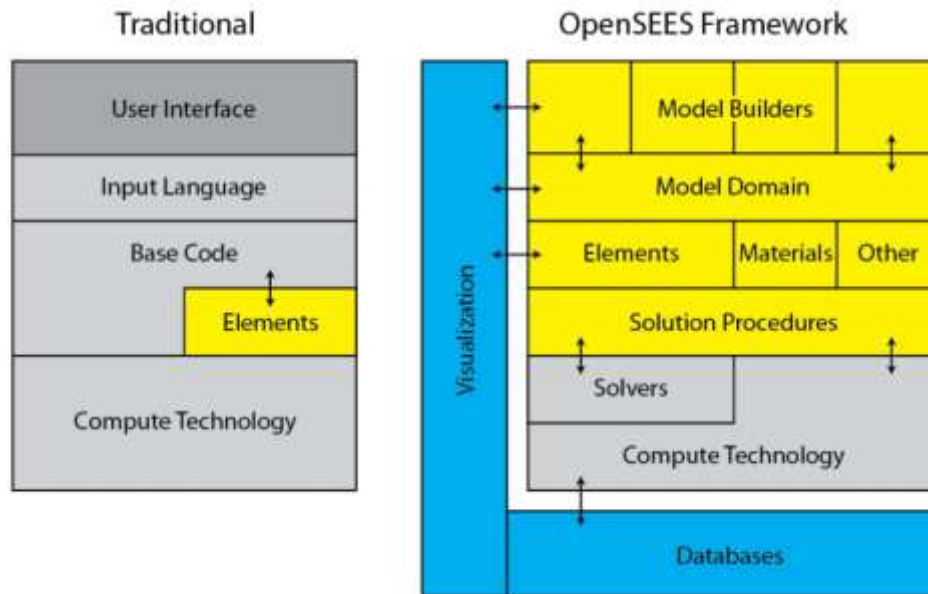 Traditional
User Interface
Input Language
Base Code
Elements
Compute Technology
OpenSEES Framework
Visualization
Model Builders
Model Domain
Elements
Materials
Other
Solution Procedures
Solvers
Compute Technology
Databases